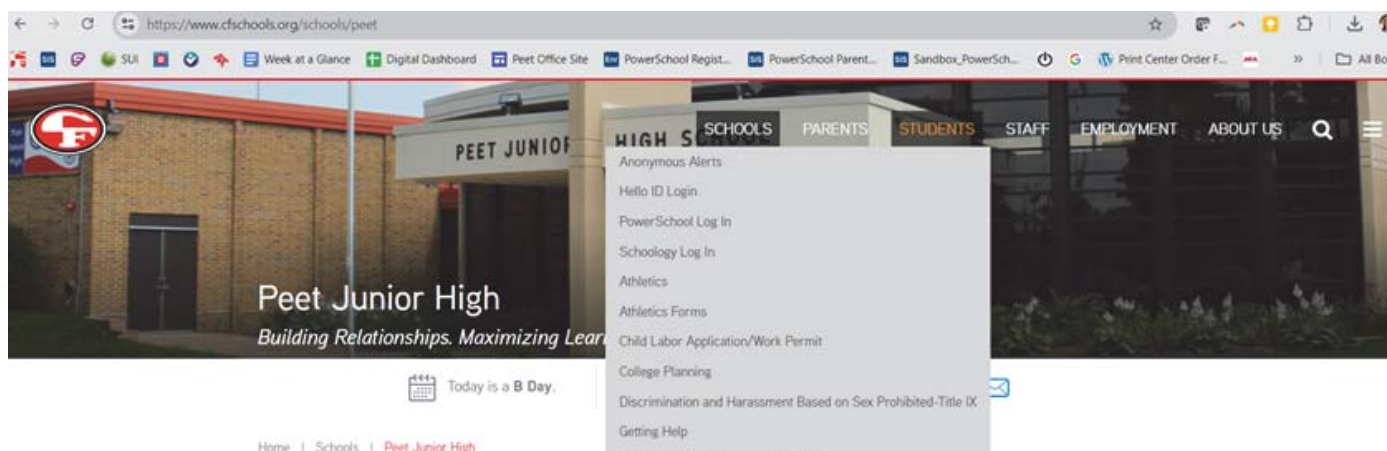 https://www.cfschools.org/schools/peet
SIS SUI Week at a Glance Digital Dashboard Peet Office Site PowerSchool Regist... SIS PowerSchool Parent... SIS Sandbox_PowerSch... Print Center Order F... » All Bo
CF
PEET JUNIOR HIGH SCHOOL
SCHOOLS PARENTS STUDENTS STAFF EMPLOYMENT ABOUT US
Anonymous Alerts
Hello ID Login
PowerSchool Log In
Schoology Log In
Athletics
Athletics Forms
Child Labor Application/Work Permit
College Planning
Discrimination and Harassment Based on Sex Prohibited-Title IX
Getting Help
Peet Junior High
Building Relationships. Maximizing Lear
Today is a B Day.
Home | Schools | Peet Junior High